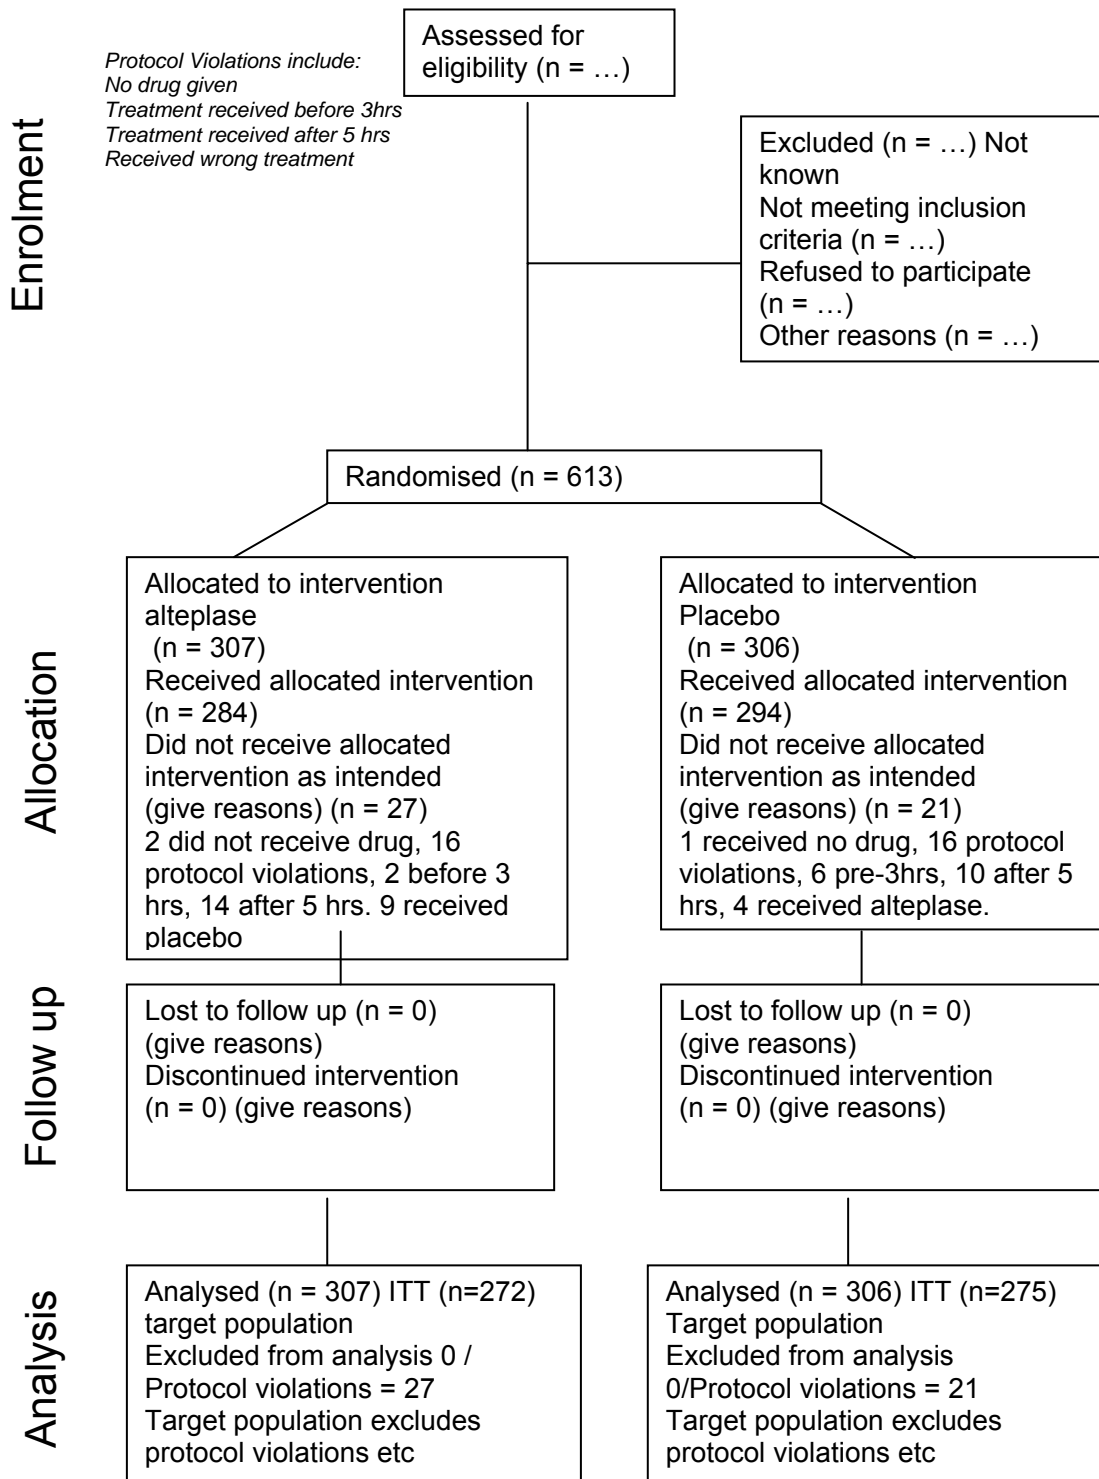 Protocol Violations include:
No drug given
Treatment received before 3hrs
Treatment received after 5 hrs
Received wrong treatment
Assessed for
eligibility (n = …)
Enrolment
Excluded (n = …) Not
known
Not meeting inclusion
criteria (n = …)
Refused to participate
(n = …)
Other reasons (n = …)
Randomised (n = 613)
Allocation
Allocated to intervention
alteplase
(n = 307)
Received allocated intervention
(n = 284)
Did not receive allocated
intervention as intended
(give reasons) (n = 27)
2 did not receive drug, 16
protocol violations, 2 before 3
hrs, 14 after 5 hrs. 9 received
placebo
Allocated to intervention
Placebo
(n = 306)
Received allocated intervention
(n = 294)
Did not receive allocated
intervention as intended
(give reasons) (n = 21)
1 received no drug, 16 protocol
violations, 6 pre-3hrs, 10 after 5
hrs, 4 received alteplase.
Follow up
Lost to follow up (n = 0)
(give reasons)
Discontinued intervention
(n = 0) (give reasons)
Lost to follow up (n = 0)
(give reasons)
Discontinued intervention
(n = 0) (give reasons)
Analysis
Analysed (n = 307) ITT (n=272)
target population
Excluded from analysis 0 /
Protocol violations = 27
Target population excludes
protocol violations etc
Analysed (n = 306) ITT (n=275)
Target population
Excluded from analysis
0/Protocol violations = 21
Target population excludes
protocol violations etc